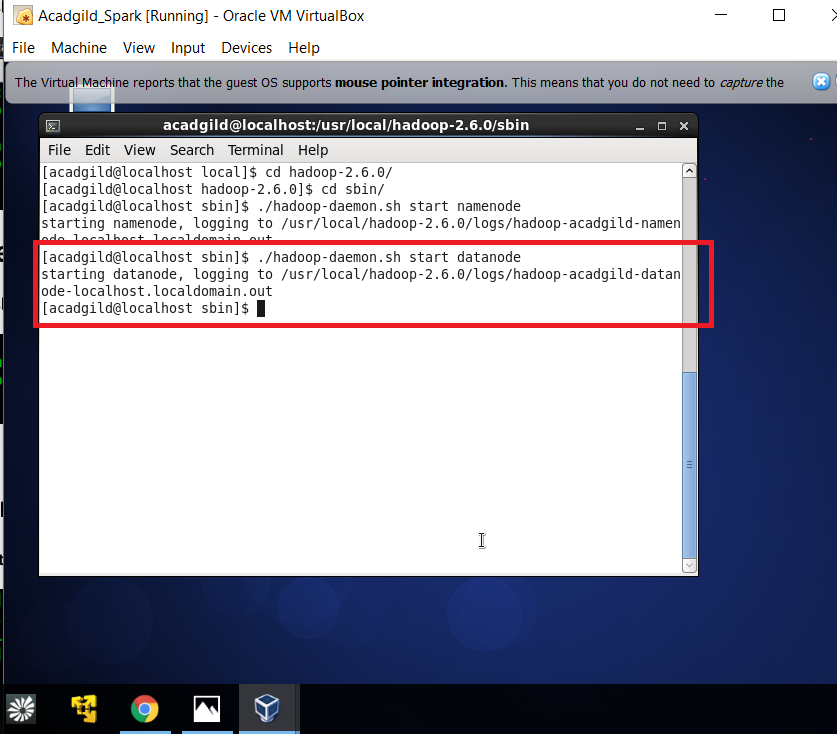 Acadgild_Spark [Running] - Oracle VM VirtualBox
File Machine View Input Devices Help
The Virtual Machine reports that the guest OS supports mouse pointer integration. This means that you do not need to capture the
acadgild@localhost:/usr/local/hadoop-2.6.0/sbin
File Edit View Search Terminal Help
[acadgild@localhost local]$ cd hadoop-2.6.0/
[acadgild@localhost hadoop-2.6.0]$ cd sbin/
[acadgild@localhost sbin]$ ./hadoop-daemon.sh start namenode
starting namenode, logging to /usr/local/hadoop-2.6.0/logs/hadoop-acadgild-namen
ode-localhost.localdomain.out
[acadgild@localhost sbin]$ ./hadoop-daemon.sh start datanode
starting datanode, logging to /usr/local/hadoop-2.6.0/logs/hadoop-acadgild-datan
ode-localhost.localdomain.out
[acadgild@localhost sbin]$